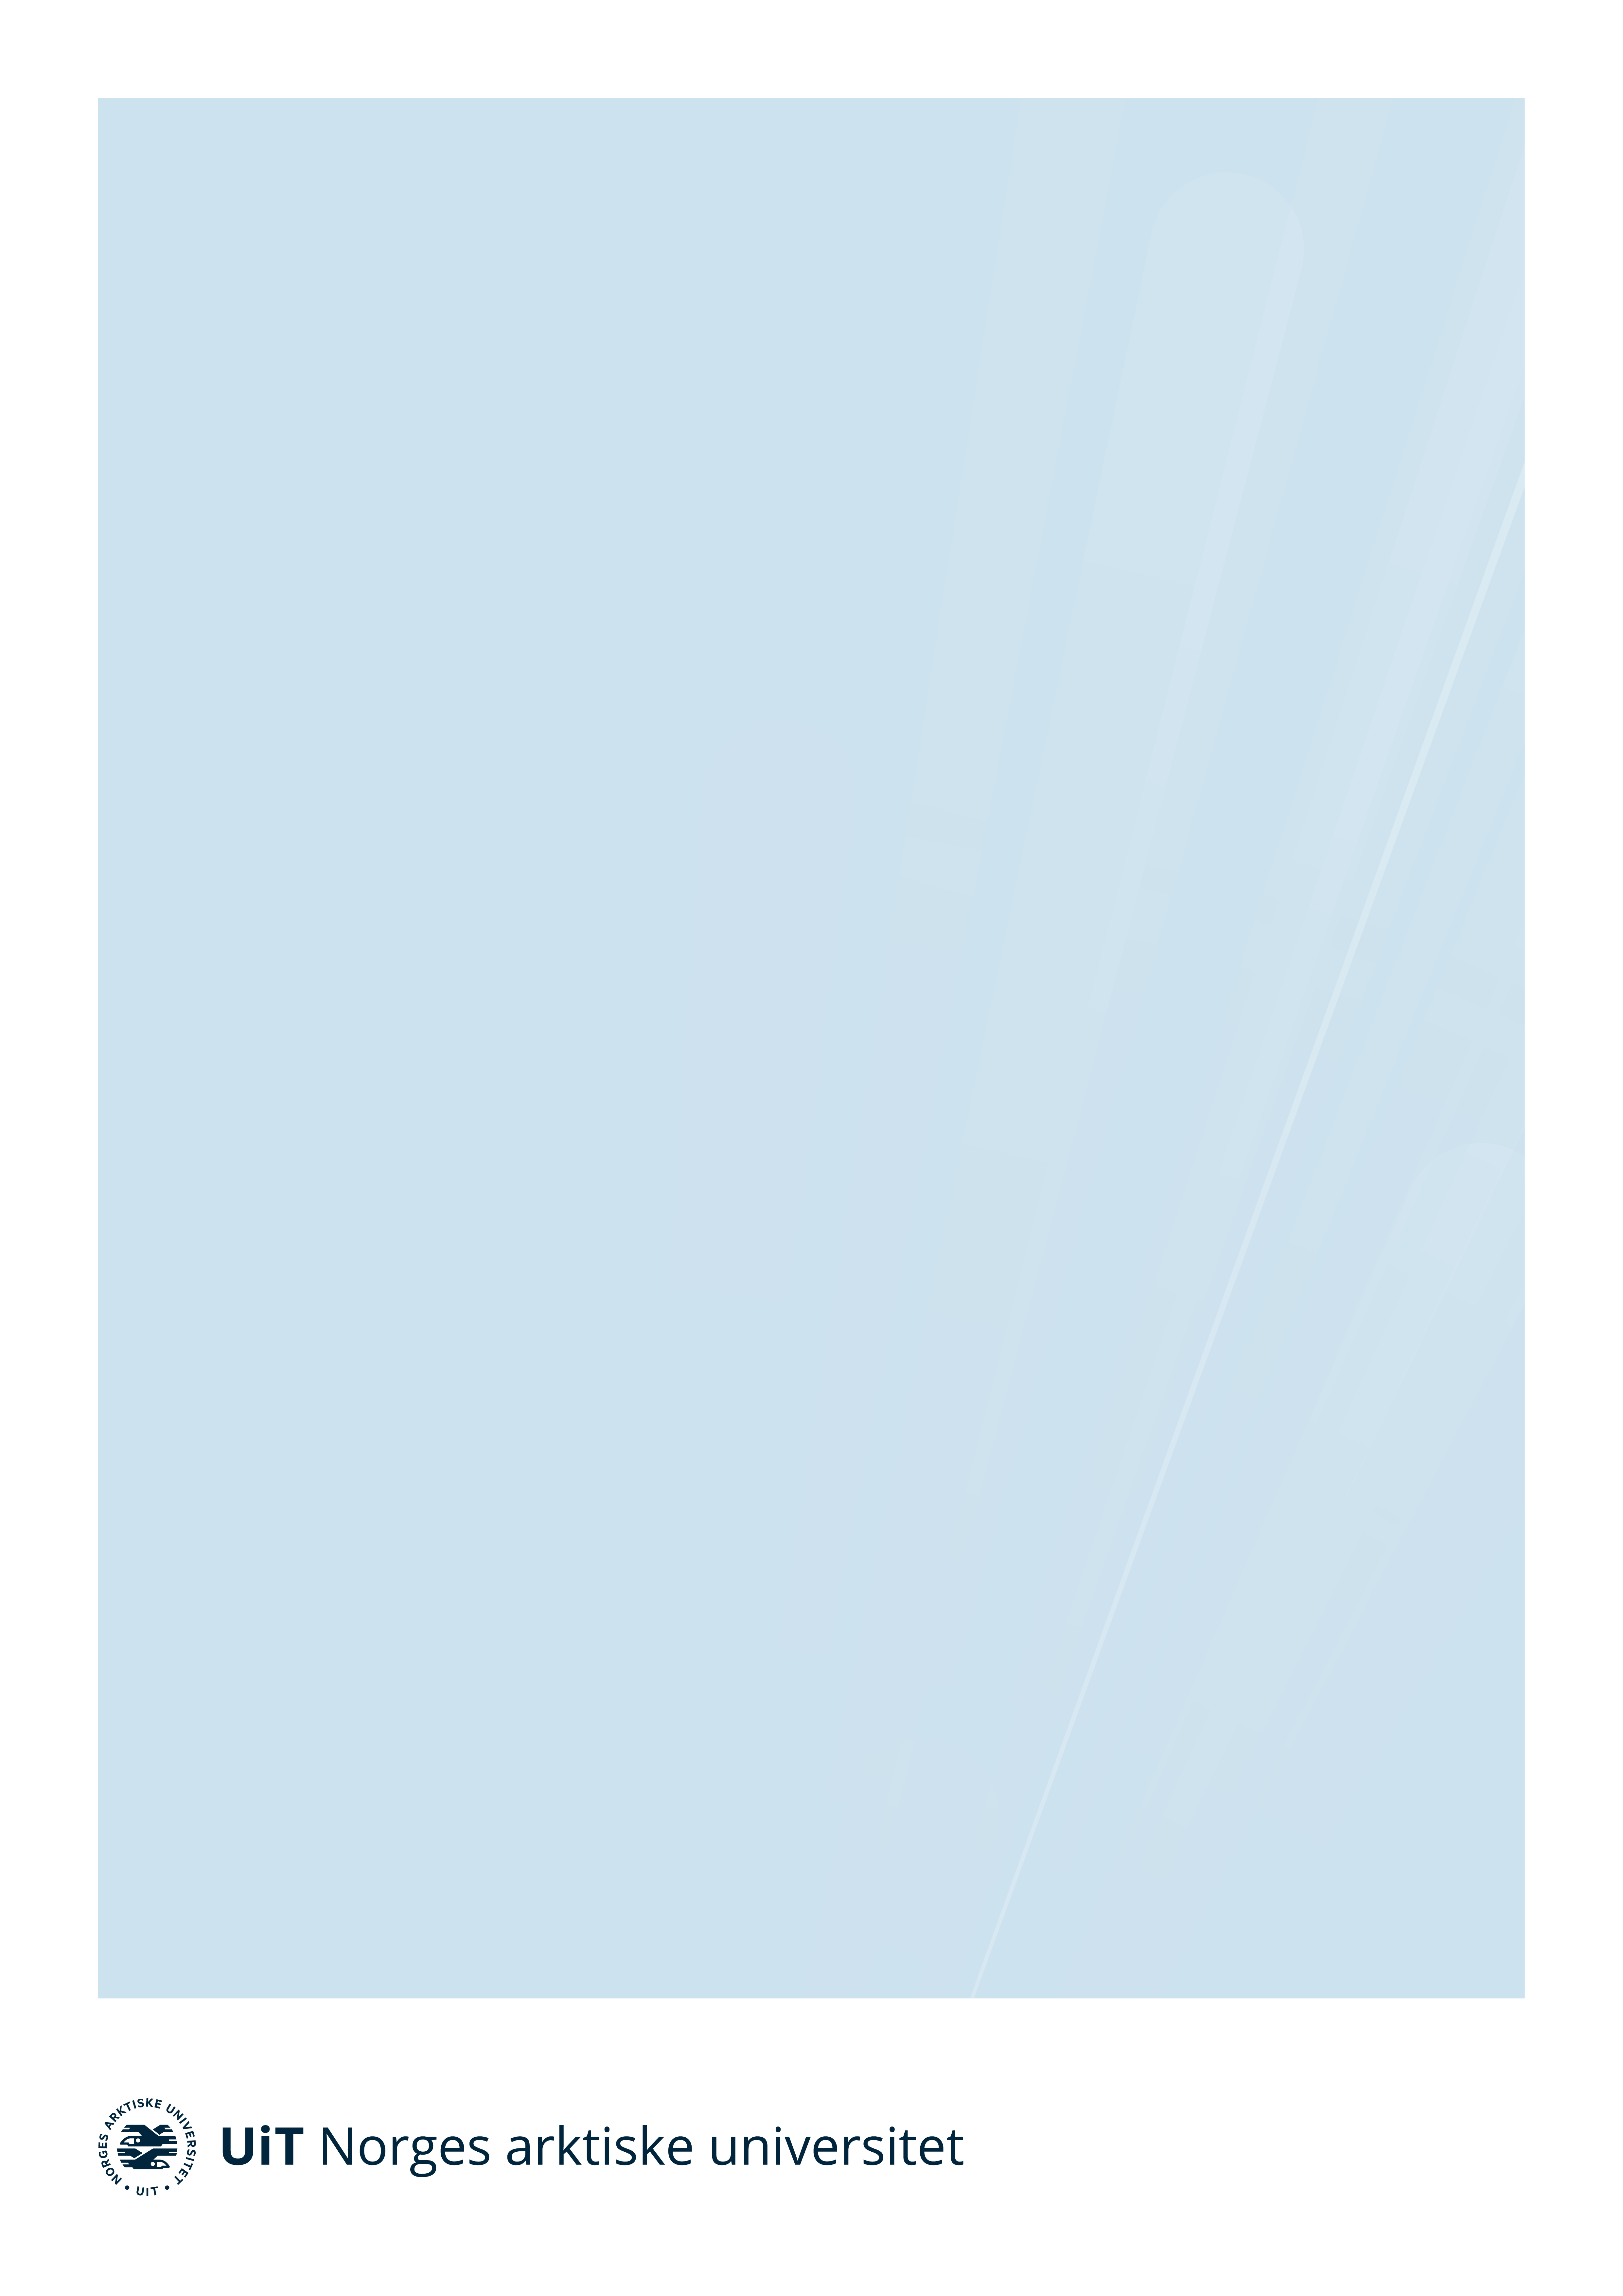 NORGES ARKTISKE UNIVERSITET
• UIT •
UiT Norges arktiske universitet